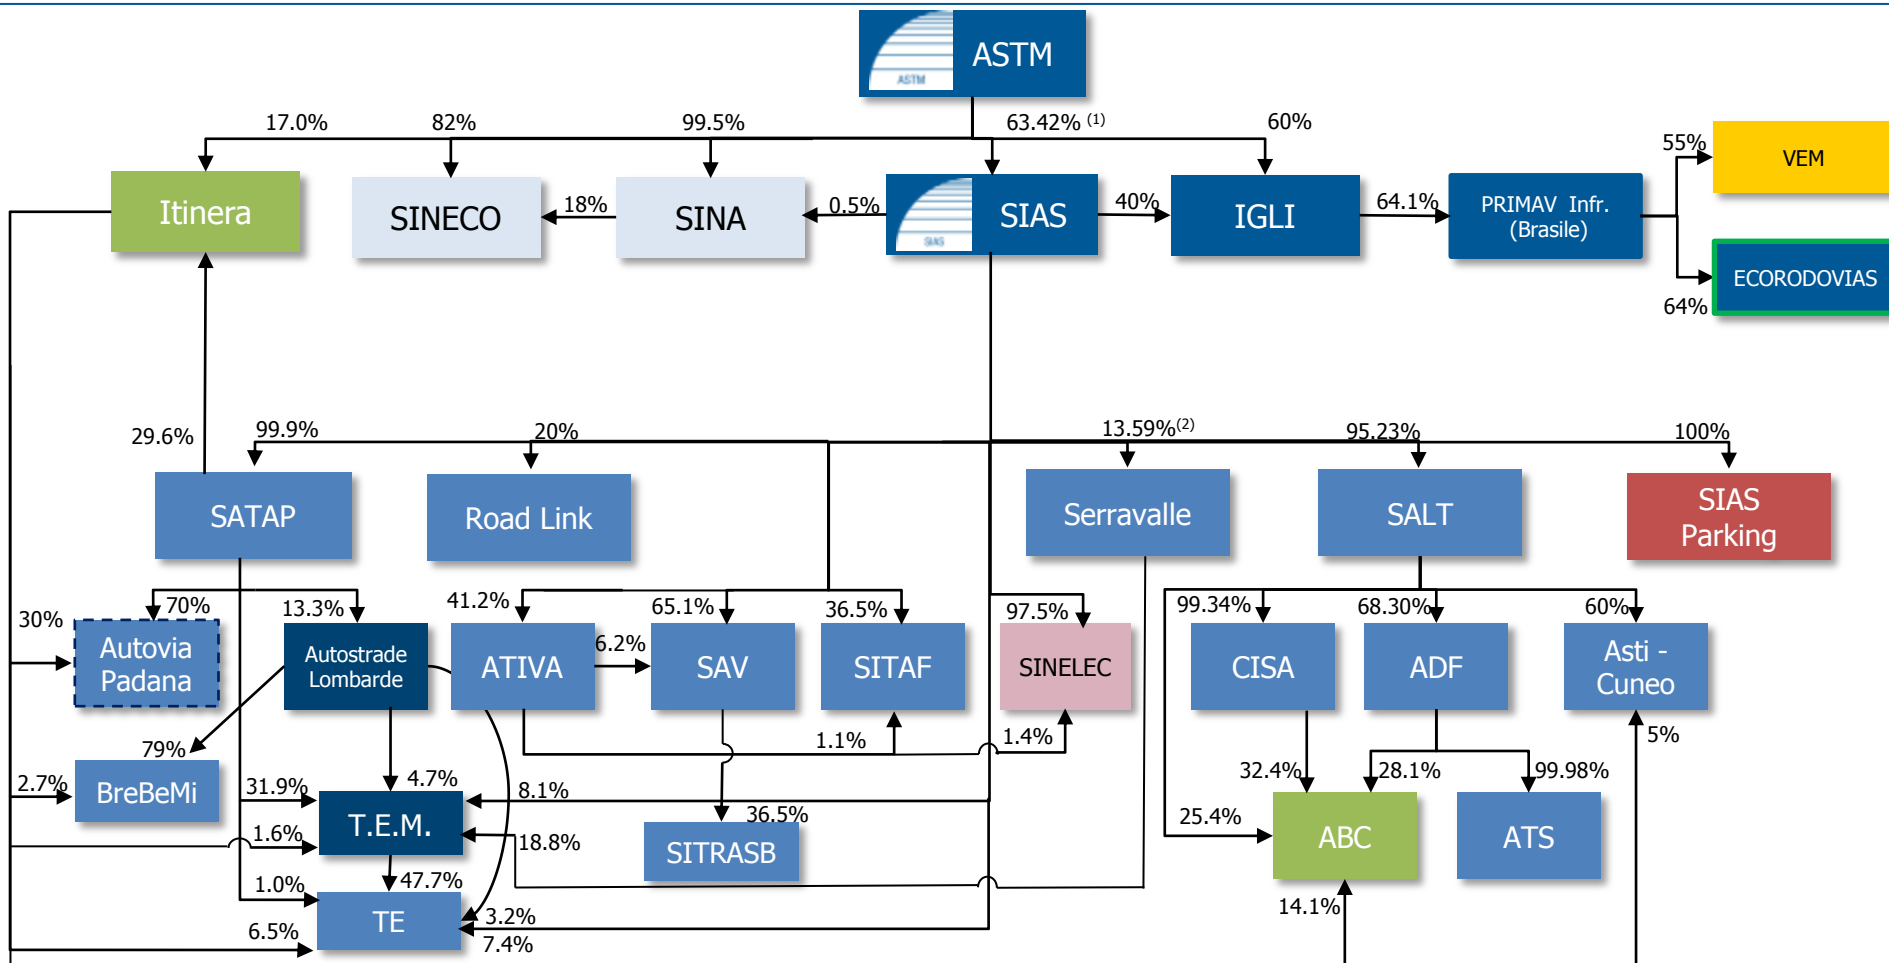 ASTM
ASTM
17.0%
82%
99.5%
63.42% (1)
60%
55%
VEM
Itinera
SINECO
18%
SINA
0.5%
SIAS
SIAS
40%
IGLI
64.1%
PRIMAV Infr.
(Brasile)
ECORODOVIAS
64%
29.6%
99.9%
20%
13.59%(2)
95.23%
100%
SATAP
Road Link
Serravalle
SALT
SIAS
Parking
30%
70%
13.3%
41.2%
65.1%
36.5%
97.5%
99.34%
68.30%
60%
Autovia
Padana
Autostrade
Lombarde
ATIVA
6.2%
SAV
SITAF
SINELEC
CISA
ADF
Asti -
Cuneo
79%
1.1%
1.4%
5%
2.7%
BreBeMi
31.9%
4.7%
8.1%
36.5%
32.4%
28.1%
99.98%
1.6%
T.E.M.
18.8%
SITRASB
25.4%
ABC
ATS
1.0%
47.7%
6.5%
TE
3.2%
7.4%
14.1%